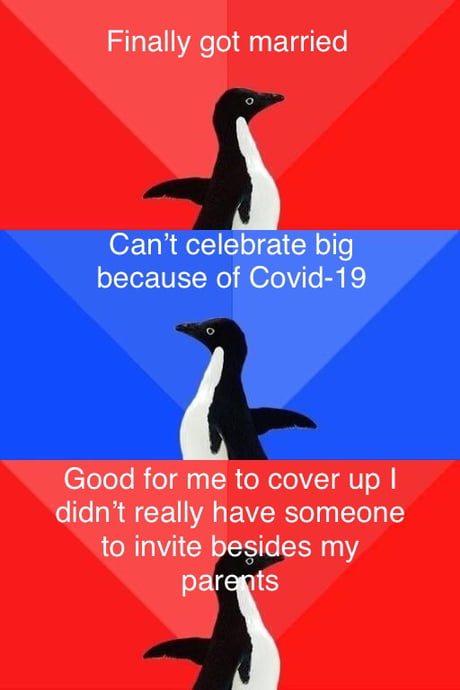 Finally got married
Can’t celebrate big
because of Covid-19
Good for me to cover up I
didn’t really have someone
to invite besides my
parents